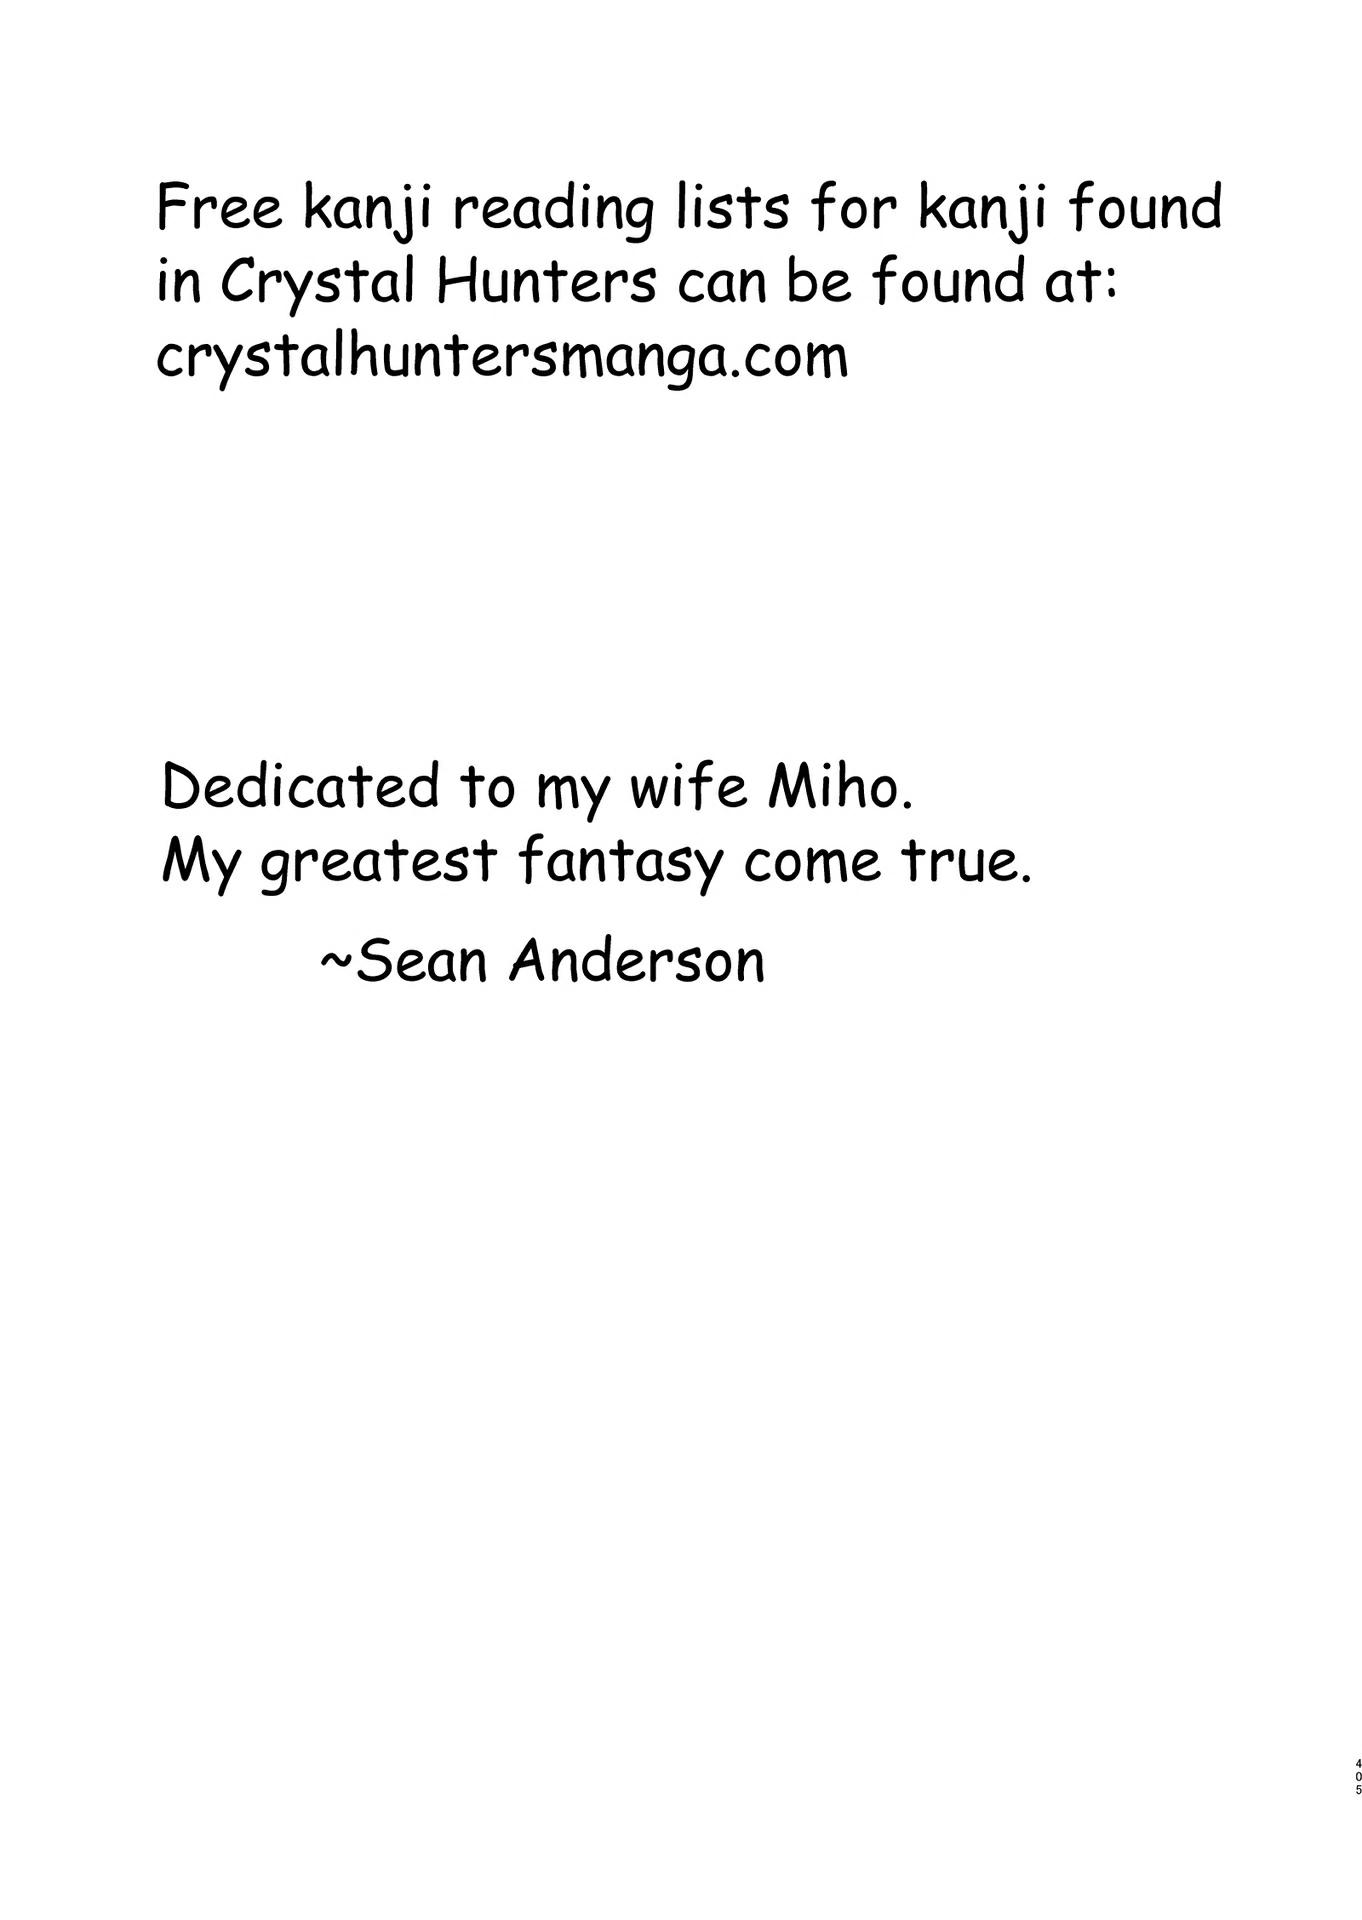 Free kanji reading lists for kanji found
in Crystal Hunters can be found at:
crystalhuntersmanga.com
Dedicated to my wife Miho.
My greatest fantasy come true.
~Sean Anderson
405